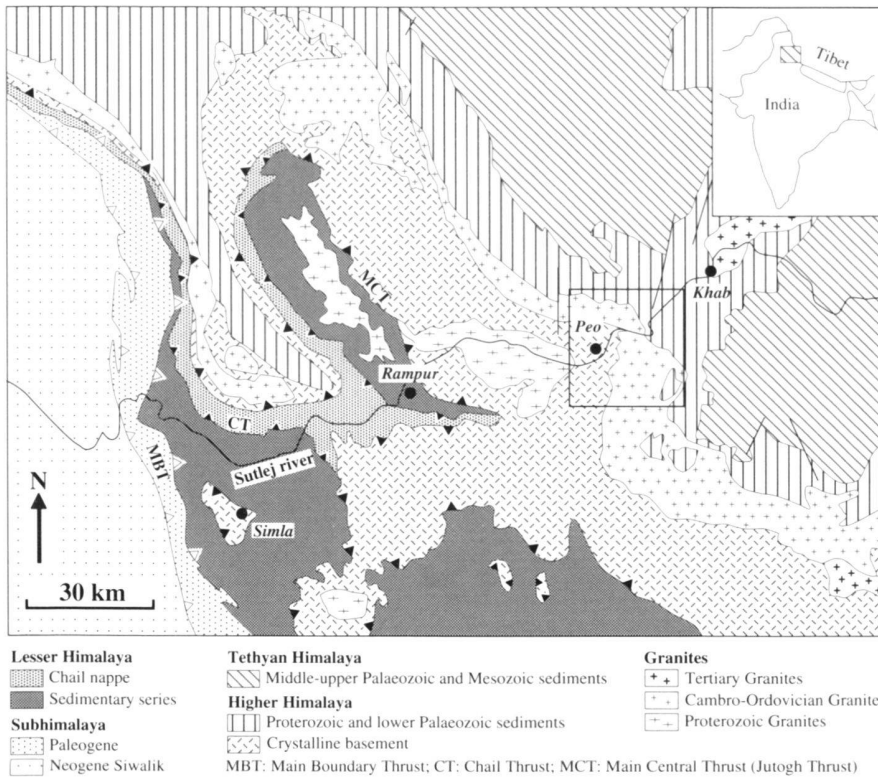 Tibet
India
Khab
Peo
MCT
Rampur
CT
Sutlej river
MBT
N
Simla
30 km
Lesser Himalaya
Chail nappe
Sedimentary series
Subhimalaya
Paleogene
Neogene Siwalik
Tethyan Himalaya
Middle-upper Palaeozoic and Mesozoic sediments
Higher Himalaya
Proterozoic and lower Palaeozoic sediments
Crystalline basement
Granites
Tertiary Granites
Cambro-Ordovician Granite
Proterozoic Granites
MBT: Main Boundary Thrust; CT: Chail Thrust; MCT: Main Central Thrust (Jutogh Thrust)